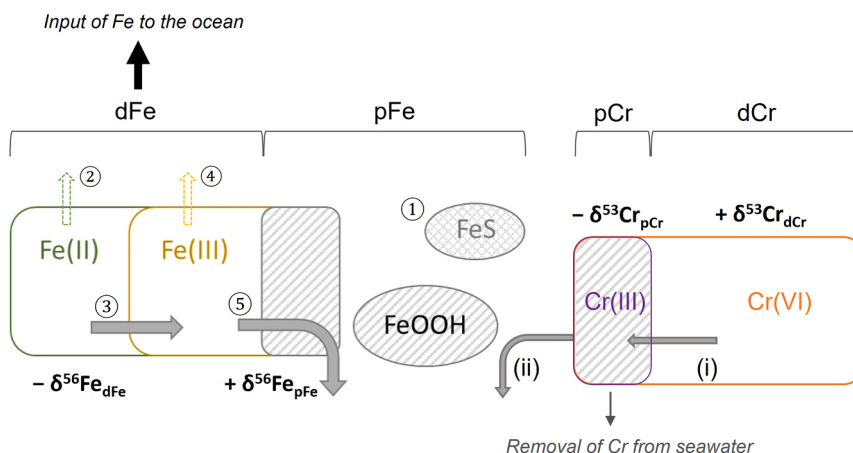 Input of Fe to the ocean
dFe
pFe
pCr
dCr
②
④
①
− δ⁵³Cr_pCr
+ δ⁵³Cr_dCr
Fe(II)
Fe(III)
FeS
③
⑤
FeOOH
Cr(III)
Cr(VI)
(ii)
(i)
− δ⁵⁶Fe_dFe
+ δ⁵⁶Fe_pFe
Removal of Cr from seawater